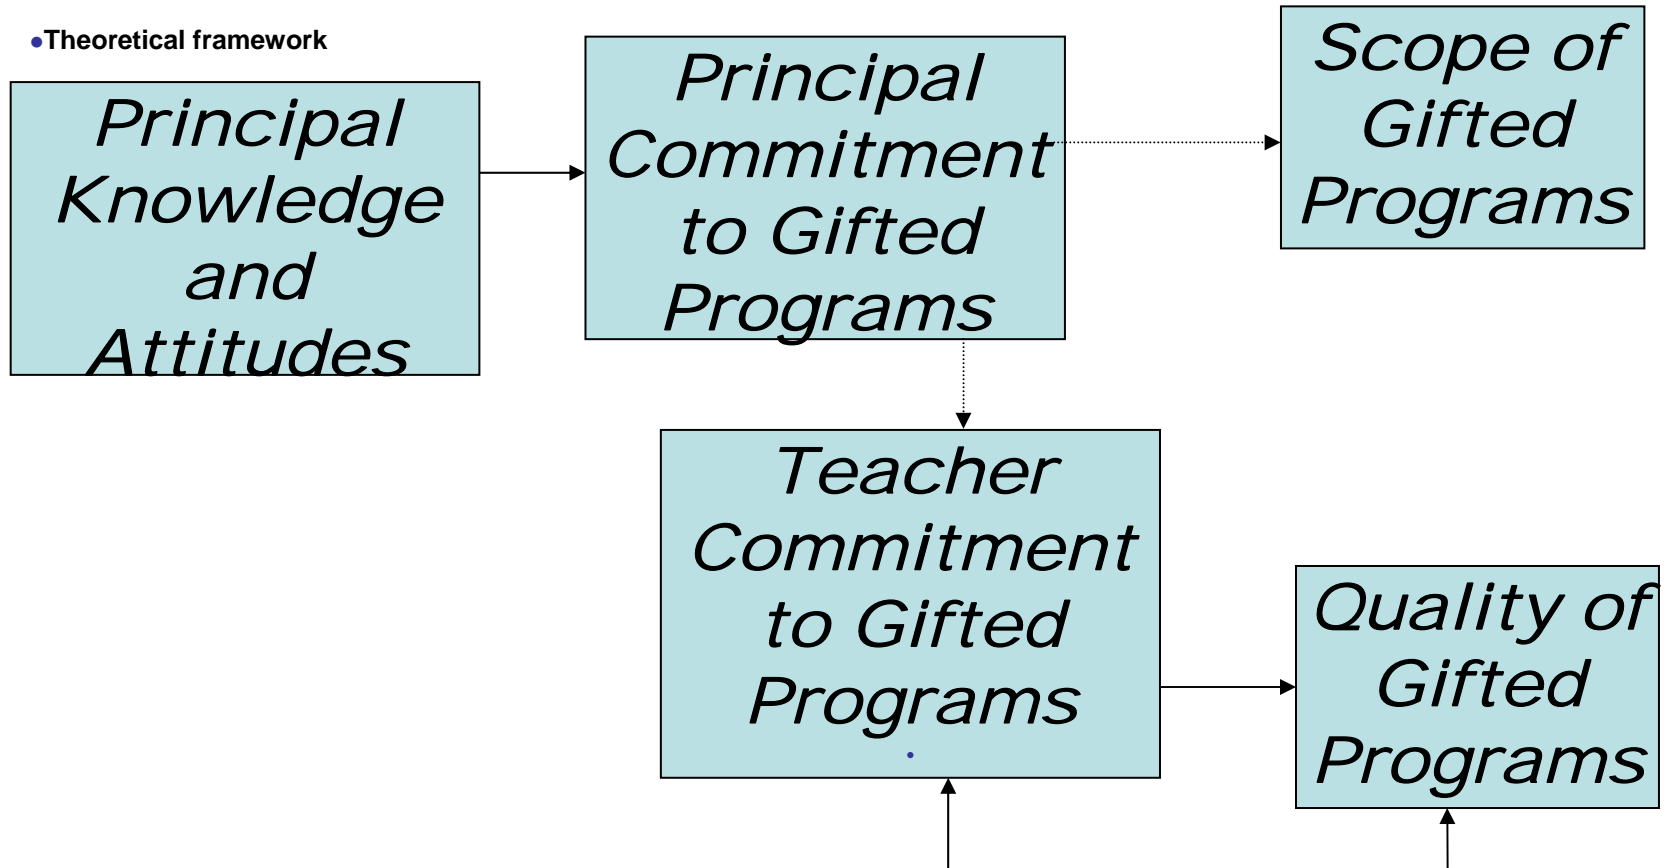 •Theoretical framework
Principal
Knowledge
and
Attitudes
Principal
Commitment
to Gifted
Programs
Scope of
Gifted
Programs
Teacher
Commitment
to Gifted
Programs
•
Quality of
Gifted
Programs